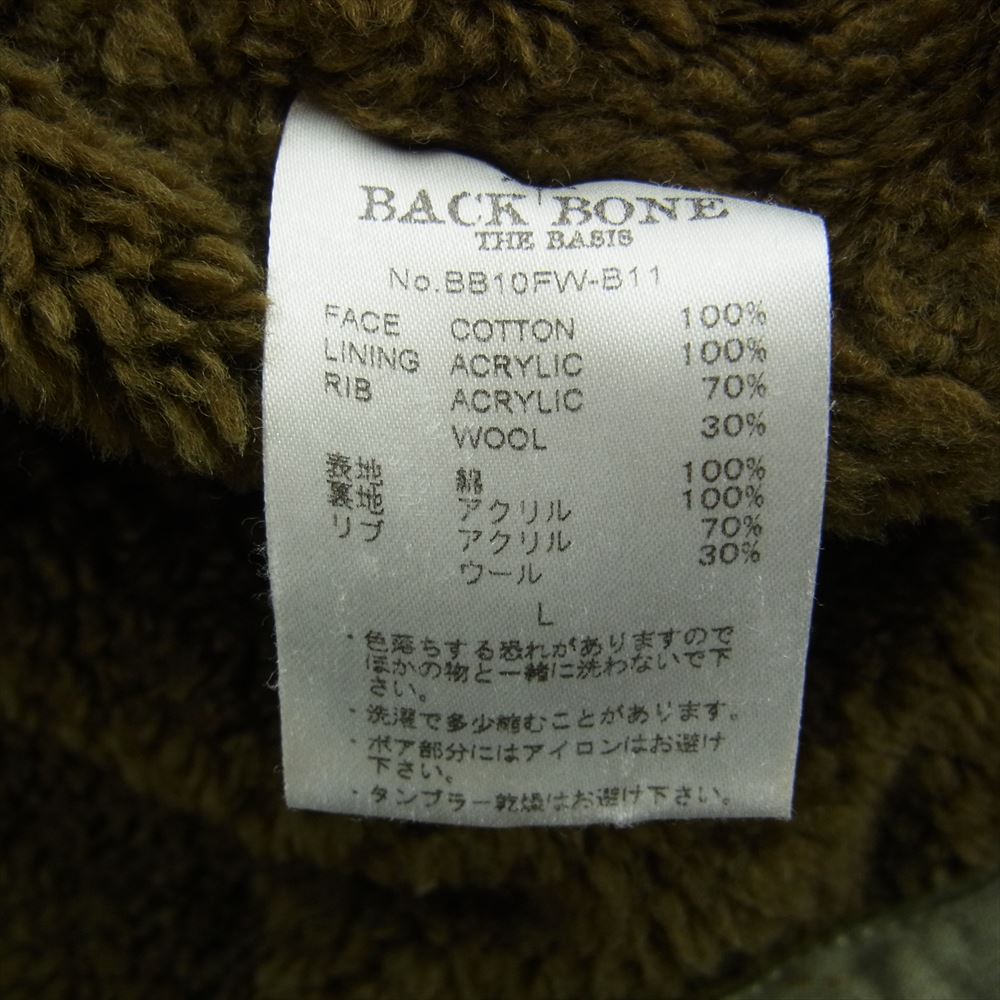 BACK BONE
THE BASIS
No.BB10FW-B11
FACE COTTON 100%
LINING ACRYLIC 100%
RIB ACRYLIC 70%
WOOL 30%
表地 綿 100%
裏地 アクリル 100%
リブ アクリル 70%
ウール 30%
L
・色落ちする恐れがありますので
ほかの物と一緒に洗わないで下
さい。
・洗濯で多少縮むことがあります。
・ボア部分にはアイロンはお避け
下さい。
・タンブラー乾燥はお避け下さい。